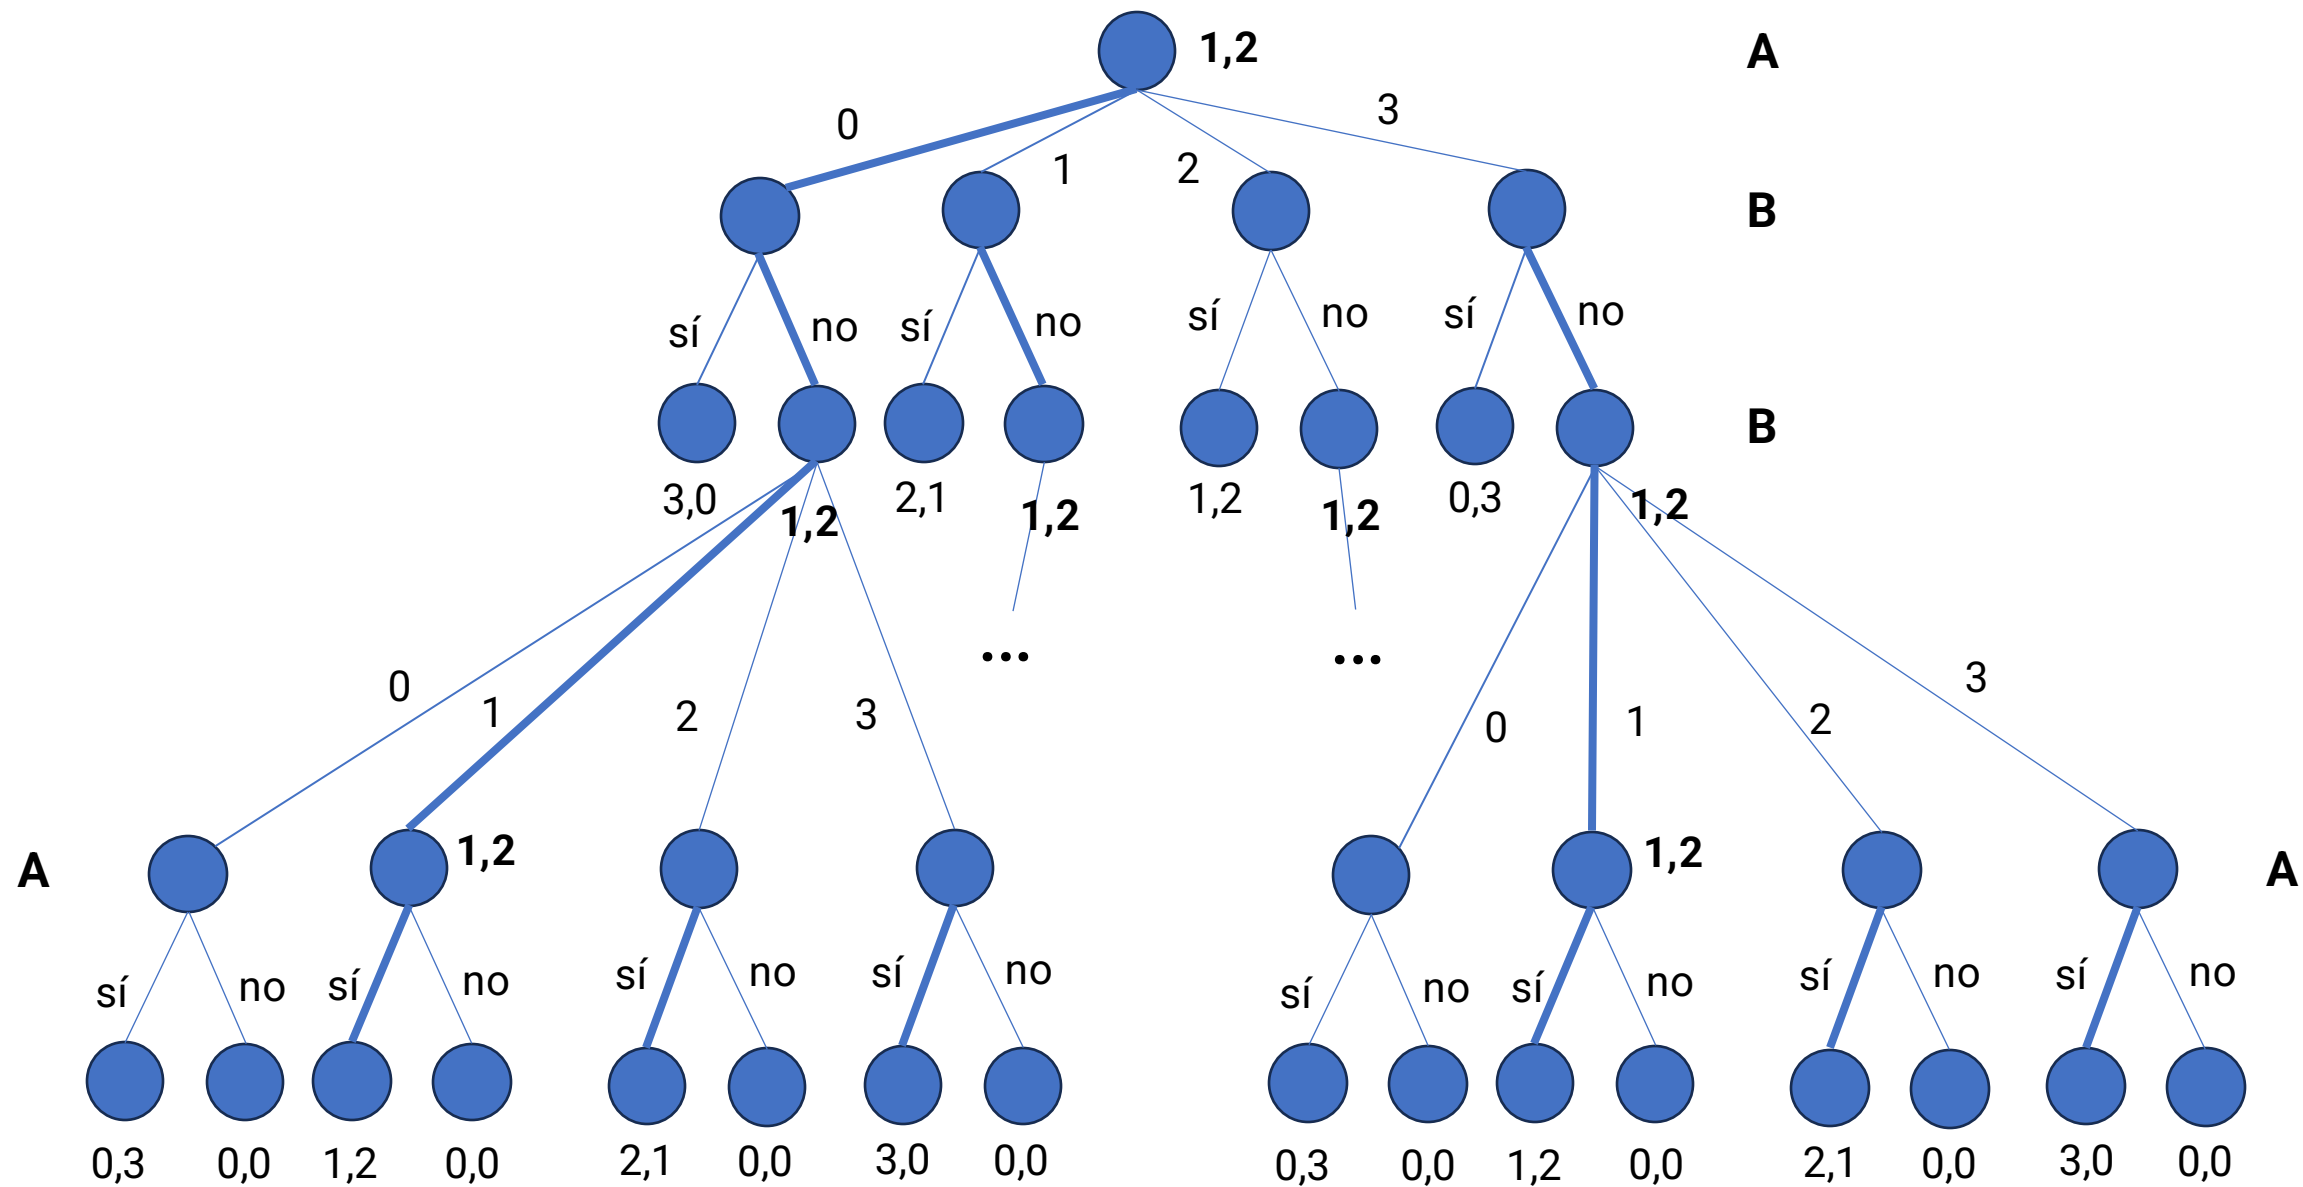 1,2 A
0 1 2 3
B
sí no sí no sí no sí no
B
3,0 1,2 2,1 1,2 1,2 1,2 0,3 1,2
... ...
0 1 2 3 0 1 2 3
A 1,2 1,2 A
sí no sí no sí no sí no sí no sí no sí no sí no
0,3 0,0 1,2 0,0 2,1 0,0 3,0 0,0 0,3 0,0 1,2 0,0 2,1 0,0 3,0 0,0